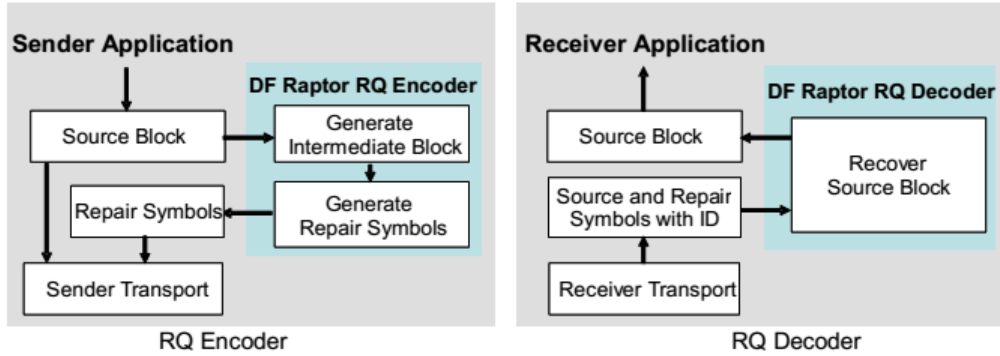 Sender Application
DF Raptor RQ Encoder
Source Block
Generate
Intermediate Block
Repair Symbols
Generate
Repair Symbols
Sender Transport
RQ Encoder
Receiver Application
DF Raptor RQ Decoder
Source Block
Recover
Source Block
Source and Repair
Symbols with ID
Receiver Transport
RQ Decoder